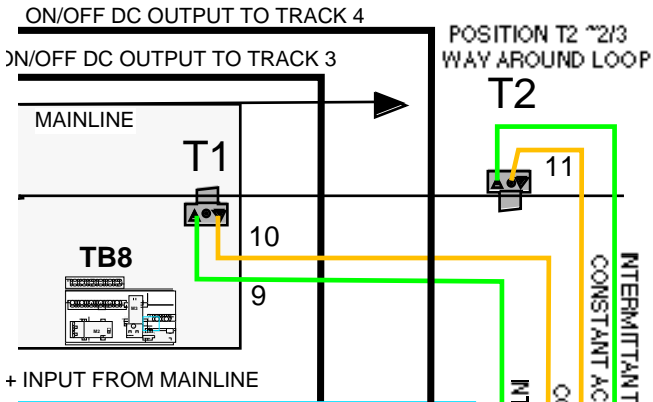 ON/OFF DC OUTPUT TO TRACK 4
POSITION T2 ~2/3
WAY AROUND LOOP
ON/OFF DC OUTPUT TO TRACK 3
T2
MAINLINE
T1
11
10
TB8
9
INTERMITTANT
CONSTANT AC
+ INPUT FROM MAINLINE